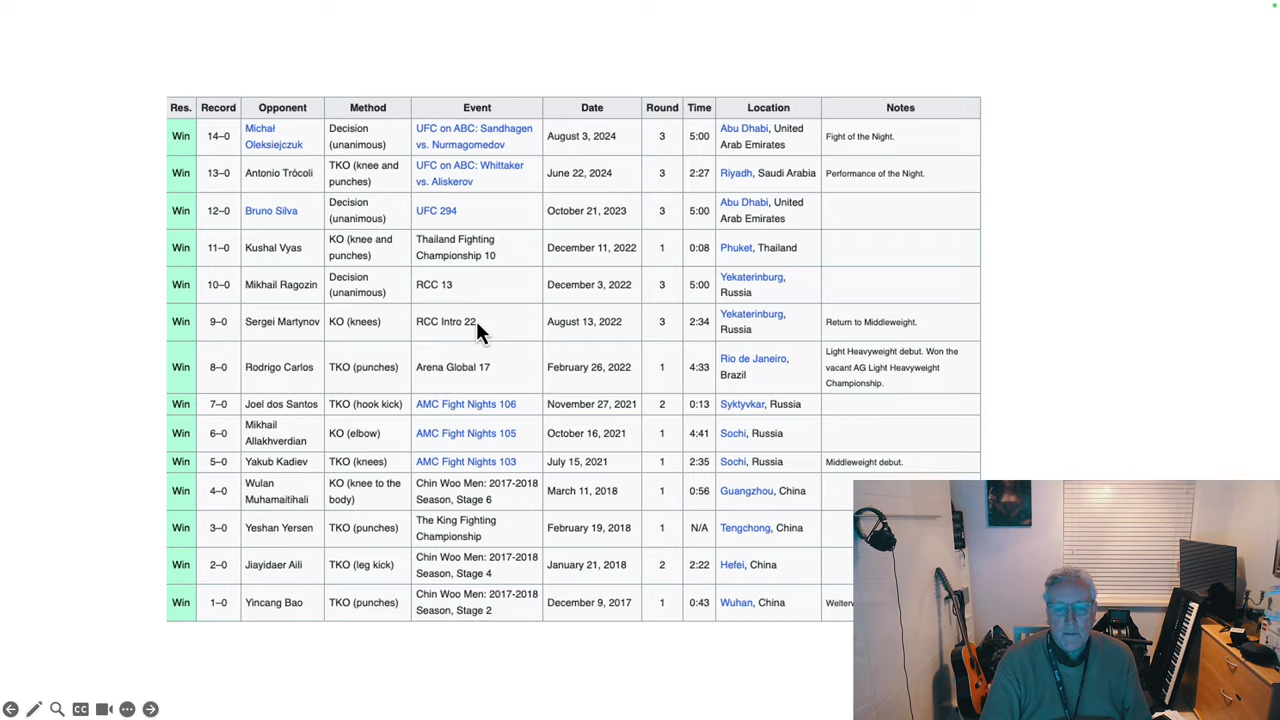 Res. Record Opponent Method Event Date Round Time Location Notes
Win 14–0 Michał Oleksiejczuk Decision (unanimous) UFC on ABC: Sandhagen vs. Nurmagomedov August 3, 2024 3 5:00 Abu Dhabi, United Arab Emirates Fight of the Night.
Win 13–0 Antonio Trócoli TKO (knee and punches) UFC on ABC: Whittaker vs. Aliskerov June 22, 2024 3 2:27 Riyadh, Saudi Arabia Performance of the Night.
Win 12–0 Bruno Silva Decision (unanimous) UFC 294 October 21, 2023 3 5:00 Abu Dhabi, United Arab Emirates
Win 11–0 Kushal Vyas KO (knee and punches) Thailand Fighting Championship 10 December 11, 2022 1 0:08 Phuket, Thailand
Win 10–0 Mikhail Ragozin Decision (unanimous) RCC 13 December 3, 2022 3 5:00 Yekaterinburg, Russia
Win 9–0 Sergei Martynov KO (knees) RCC Intro 22 August 13, 2022 3 2:34 Yekaterinburg, Russia Return to Middleweight.
Win 8–0 Rodrigo Carlos TKO (punches) Arena Global 17 February 26, 2022 1 4:33 Rio de Janeiro, Brazil Light Heavyweight debut. Won the vacant AG Light Heavyweight Championship.
Win 7–0 Joel dos Santos TKO (hook kick) AMC Fight Nights 106 November 27, 2021 2 0:13 Syktyvkar, Russia
Win 6–0 Mikhail Allakhverdian KO (elbow) AMC Fight Nights 105 October 16, 2021 1 4:41 Sochi, Russia
Win 5–0 Yakub Kadiev TKO (knees) AMC Fight Nights 103 July 15, 2021 1 2:35 Sochi, Russia Middleweight debut.
Win 4–0 Wulan Muhamaitihali KO (knee to the body) Chin Woo Men: 2017-2018 Season, Stage 6 March 11, 2018 1 0:56 Guangzhou, China
Win 3–0 Yeshan Yersen TKO (punches) The King Fighting Championship February 19, 2018 1 N/A Tengchong, China
Win 2–0 Jiayidaer Aili TKO (leg kick) Chin Woo Men: 2017-2018 Season, Stage 4 January 21, 2018 2 2:22 Hefei, China
Win 1–0 Yincang Bao TKO (punches) Chin Woo Men: 2017-2018 Season, Stage 2 December 9, 2017 1 0:43 Wuhan, China
CC